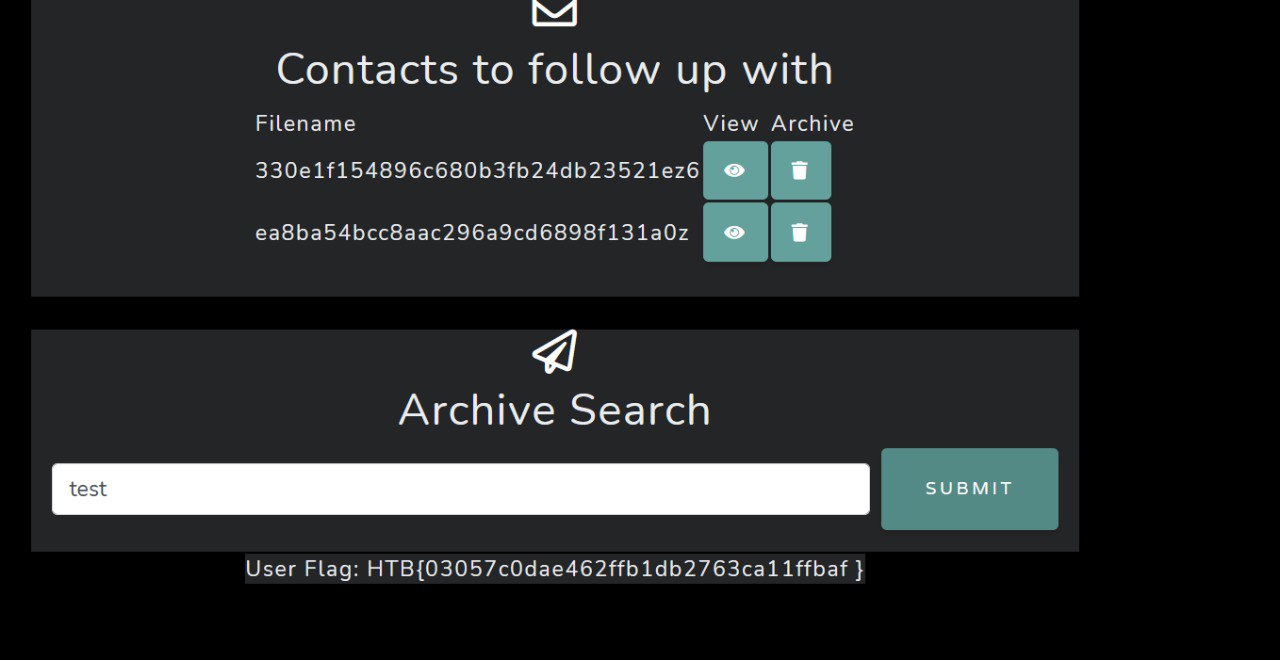 Contacts to follow up with
Filename View Archive
330e1f154896c680b3fb24db23521ez6
ea8ba54bcc8aac296a9cd6898f131a0z
Archive Search
test SUBMIT
User Flag: HTB{03057c0dae462ffb1db2763ca11ffbaf }